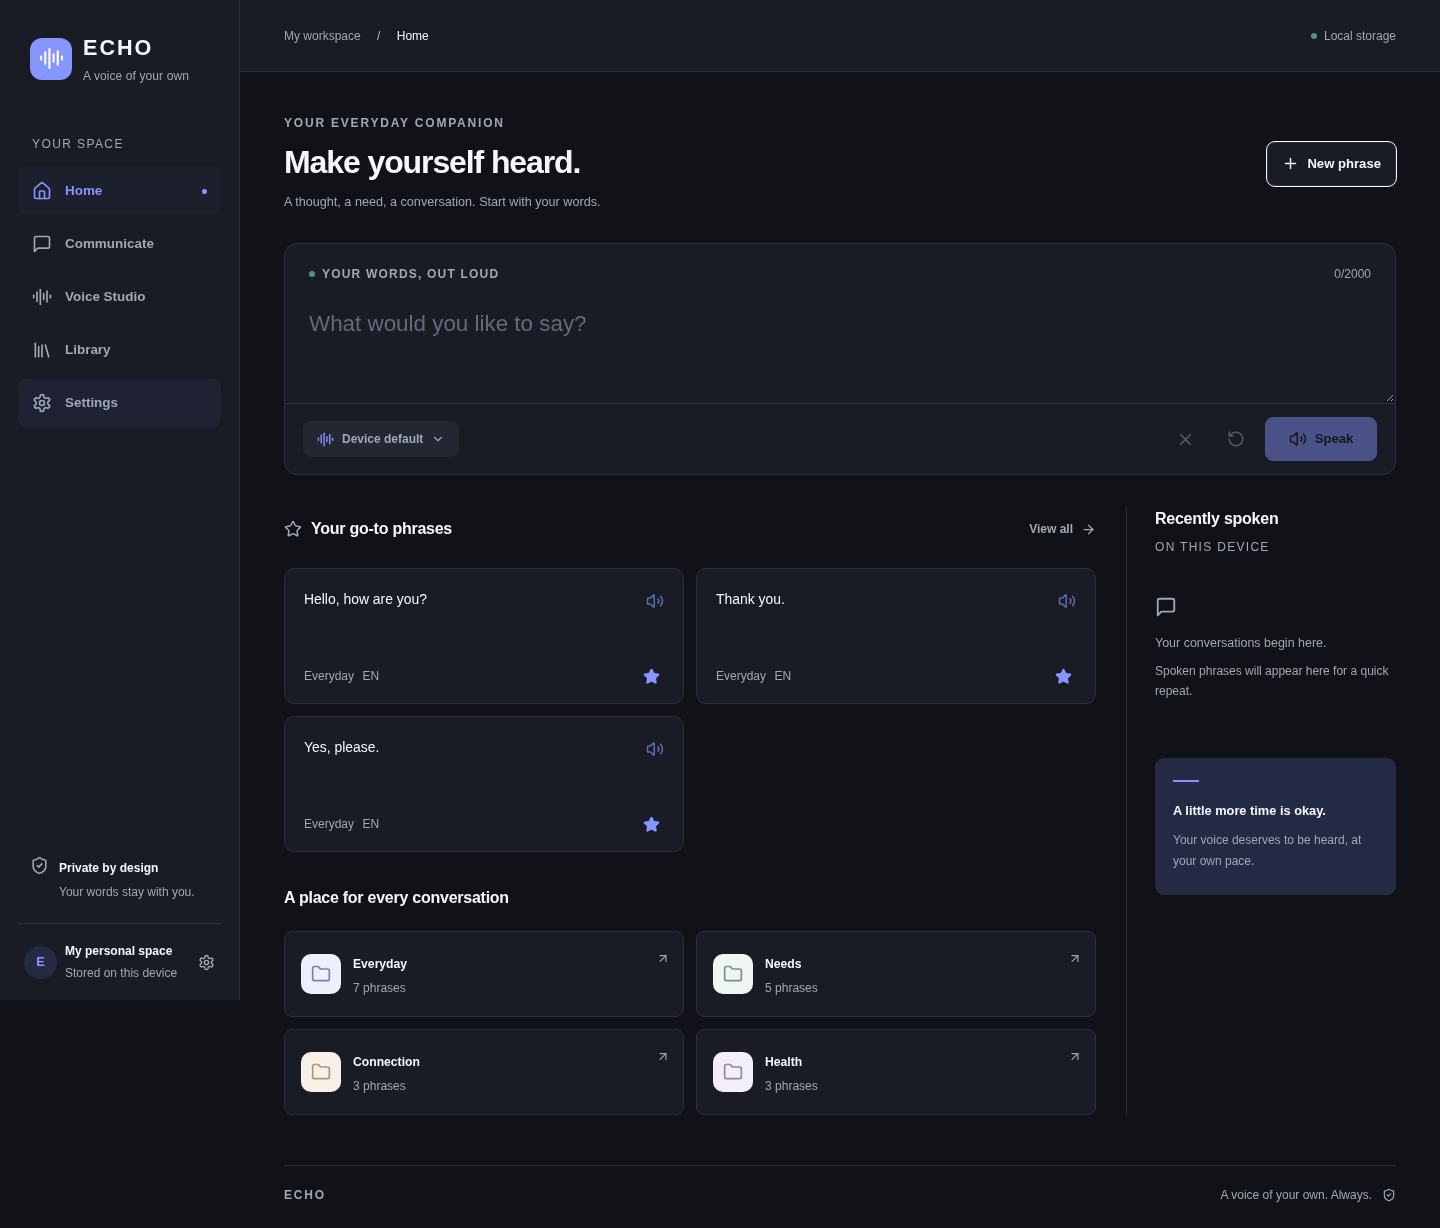 ECHO
A voice of your own
YOUR SPACE
Home
Communicate
Voice Studio
Library
Settings
Private by design
Your words stay with you.
E
My personal space
Stored on this device
My workspace / Home
Local storage
YOUR EVERYDAY COMPANION
Make yourself heard.
A thought, a need, a conversation. Start with your words.
New phrase
YOUR WORDS, OUT LOUD
0/2000
What would you like to say?
Device default
Speak
Your go-to phrases
View all
Hello, how are you?
Everyday EN
Thank you.
Everyday EN
Yes, please.
Everyday EN
A place for every conversation
Everyday
7 phrases
Needs
5 phrases
Connection
3 phrases
Health
3 phrases
Recently spoken
ON THIS DEVICE
Your conversations begin here.
Spoken phrases will appear here for a quick
repeat.
A little more time is okay.
Your voice deserves to be heard, at
your own pace.
ECHO
A voice of your own. Always.